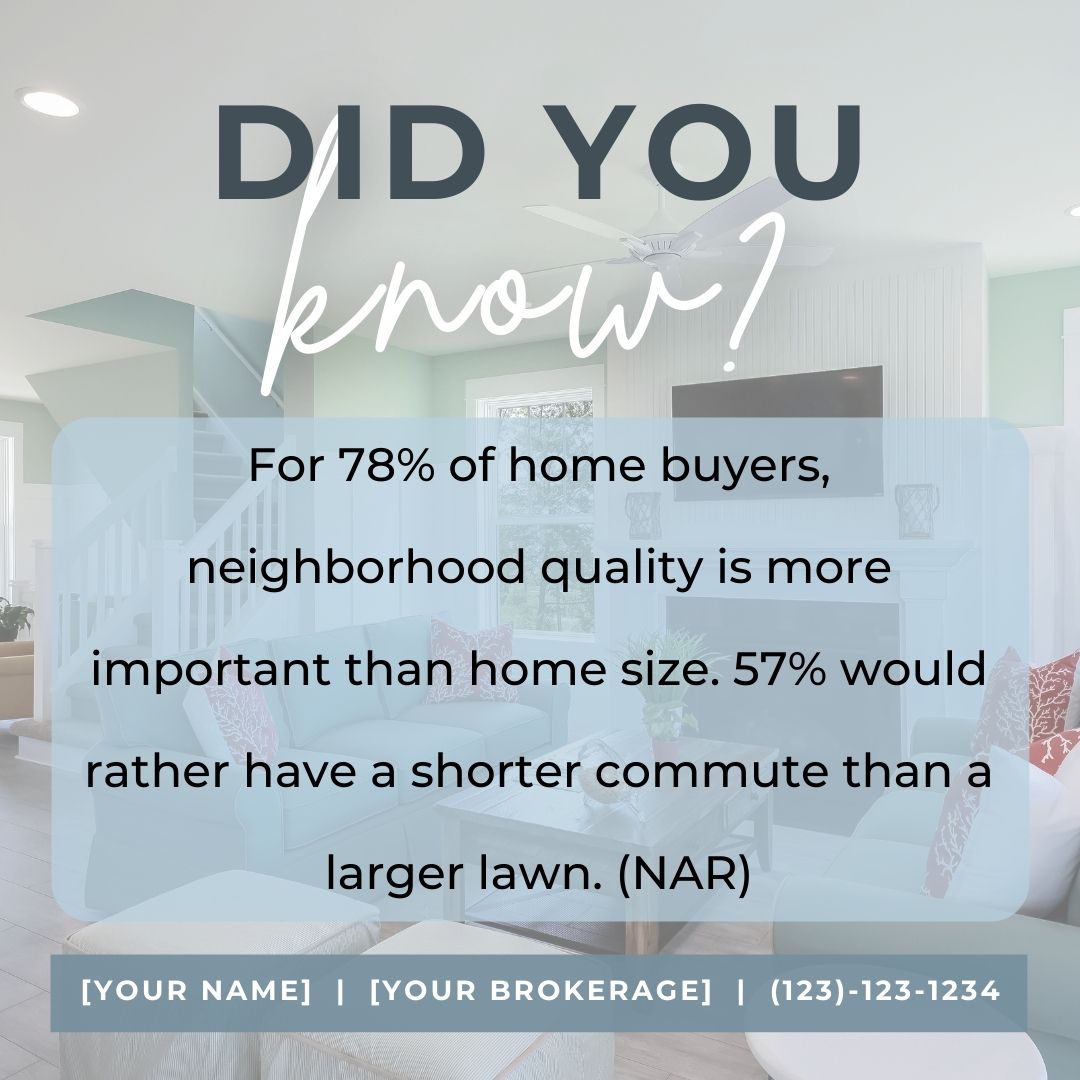 DID YOU
know?
For 78% of home buyers,
neighborhood quality is more
important than home size. 57% would
rather have a shorter commute than a
larger lawn. (NAR)
[YOUR NAME] | [YOUR BROKERAGE] | (123)-123-1234